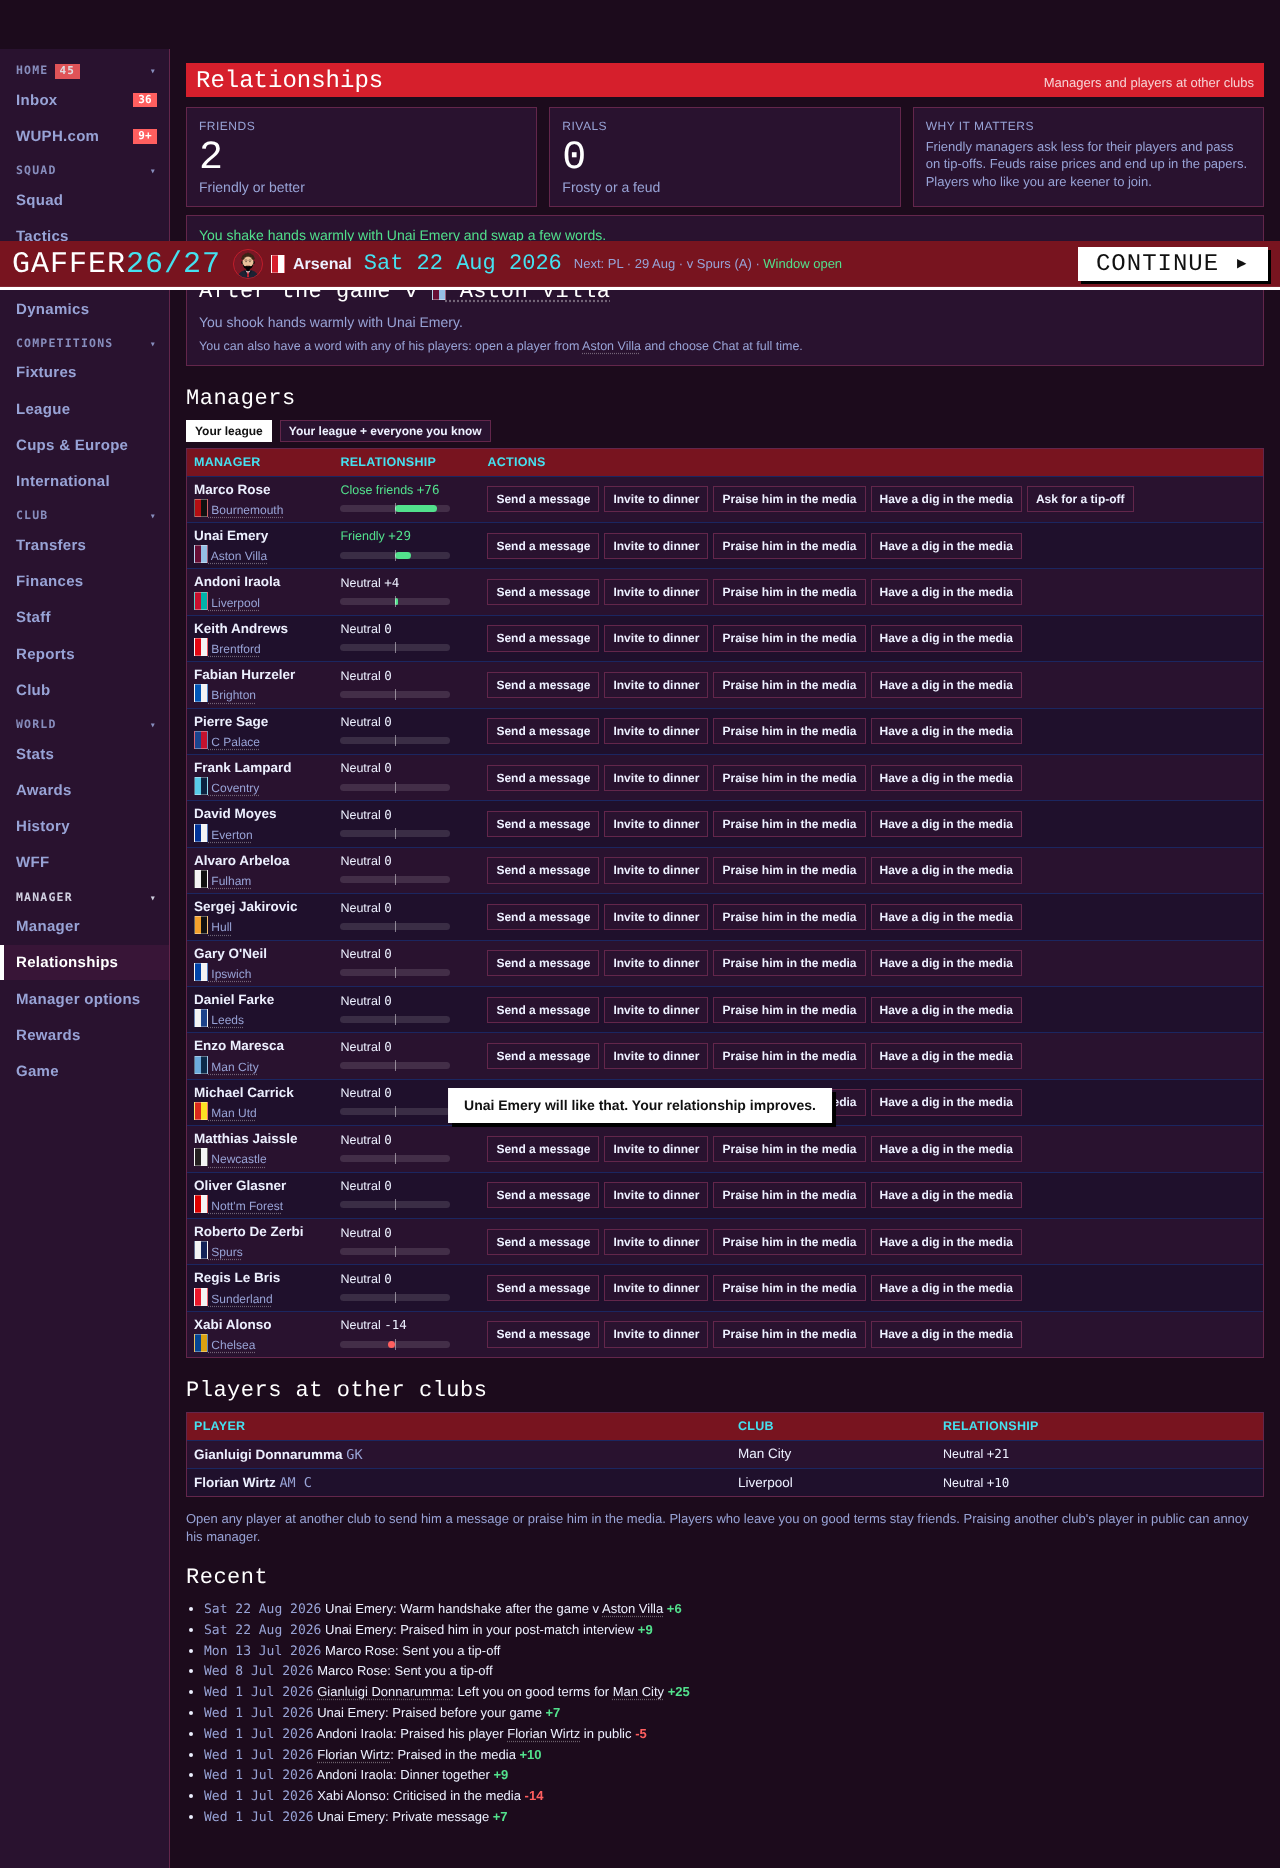 HOME 45 ▾
Inbox 36
WUPH.com 9+
SQUAD ▾
Squad
Tactics
Dynamics
COMPETITIONS ▾
Fixtures
League
Cups & Europe
International
CLUB ▾
Transfers
Finances
Staff
Reports
Club
WORLD ▾
Stats
Awards
History
WFF
MANAGER ▾
Manager
Relationships
Manager options
Rewards
Game
Relationships
Managers and players at other clubs
FRIENDS
2
Friendly or better
RIVALS
0
Frosty or a feud
WHY IT MATTERS
Friendly managers ask less for their players and pass
on tip-offs. Feuds raise prices and end up in the papers.
Players who like you are keener to join.
You shake hands warmly with Unai Emery and swap a few words.
GAFFER26/27 Arsenal Sat 22 Aug 2026 Next: PL · 29 Aug · v Spurs (A) · Window open CONTINUE ►
After the game v Aston Villa
You shook hands warmly with Unai Emery.
You can also have a word with any of his players: open a player from Aston Villa and choose Chat at full time.
Managers
Your league Your league + everyone you know
MANAGER RELATIONSHIP ACTIONS
Marco Rose Close friends +76
Bournemouth Send a message Invite to dinner Praise him in the media Have a dig in the media Ask for a tip-off
Unai Emery Friendly +29
Aston Villa Send a message Invite to dinner Praise him in the media Have a dig in the media
Andoni Iraola Neutral +4
Liverpool Send a message Invite to dinner Praise him in the media Have a dig in the media
Keith Andrews Neutral 0
Brentford Send a message Invite to dinner Praise him in the media Have a dig in the media
Fabian Hurzeler Neutral 0
Brighton Send a message Invite to dinner Praise him in the media Have a dig in the media
Pierre Sage Neutral 0
C Palace Send a message Invite to dinner Praise him in the media Have a dig in the media
Frank Lampard Neutral 0
Coventry Send a message Invite to dinner Praise him in the media Have a dig in the media
David Moyes Neutral 0
Everton Send a message Invite to dinner Praise him in the media Have a dig in the media
Alvaro Arbeloa Neutral 0
Fulham Send a message Invite to dinner Praise him in the media Have a dig in the media
Sergej Jakirovic Neutral 0
Hull Send a message Invite to dinner Praise him in the media Have a dig in the media
Gary O'Neil Neutral 0
Ipswich Send a message Invite to dinner Praise him in the media Have a dig in the media
Daniel Farke Neutral 0
Leeds Send a message Invite to dinner Praise him in the media Have a dig in the media
Enzo Maresca Neutral 0
Man City Send a message Invite to dinner Praise him in the media Have a dig in the media
Michael Carrick Neutral 0
Man Utd Have a dig in the media
Unai Emery will like that. Your relationship improves.
Matthias Jaissle Neutral 0
Newcastle Send a message Invite to dinner Praise him in the media Have a dig in the media
Oliver Glasner Neutral 0
Nott'm Forest Send a message Invite to dinner Praise him in the media Have a dig in the media
Roberto De Zerbi Neutral 0
Spurs Send a message Invite to dinner Praise him in the media Have a dig in the media
Regis Le Bris Neutral 0
Sunderland Send a message Invite to dinner Praise him in the media Have a dig in the media
Xabi Alonso Neutral -14
Chelsea Send a message Invite to dinner Praise him in the media Have a dig in the media
Players at other clubs
PLAYER CLUB RELATIONSHIP
Gianluigi Donnarumma GK Man City Neutral +21
Florian Wirtz AM C Liverpool Neutral +10
Open any player at another club to send him a message or praise him in the media. Players who leave you on good terms stay friends. Praising another club's player in public can annoy
his manager.
Recent
• Sat 22 Aug 2026 Unai Emery: Warm handshake after the game v Aston Villa +6
• Sat 22 Aug 2026 Unai Emery: Praised him in your post-match interview +9
• Mon 13 Jul 2026 Marco Rose: Sent you a tip-off
• Wed 8 Jul 2026 Marco Rose: Sent you a tip-off
• Wed 1 Jul 2026 Gianluigi Donnarumma: Left you on good terms for Man City +25
• Wed 1 Jul 2026 Unai Emery: Praised before your game +7
• Wed 1 Jul 2026 Andoni Iraola: Praised his player Florian Wirtz in public -5
• Wed 1 Jul 2026 Florian Wirtz: Praised in the media +10
• Wed 1 Jul 2026 Andoni Iraola: Dinner together +9
• Wed 1 Jul 2026 Xabi Alonso: Criticised in the media -14
• Wed 1 Jul 2026 Unai Emery: Private message +7